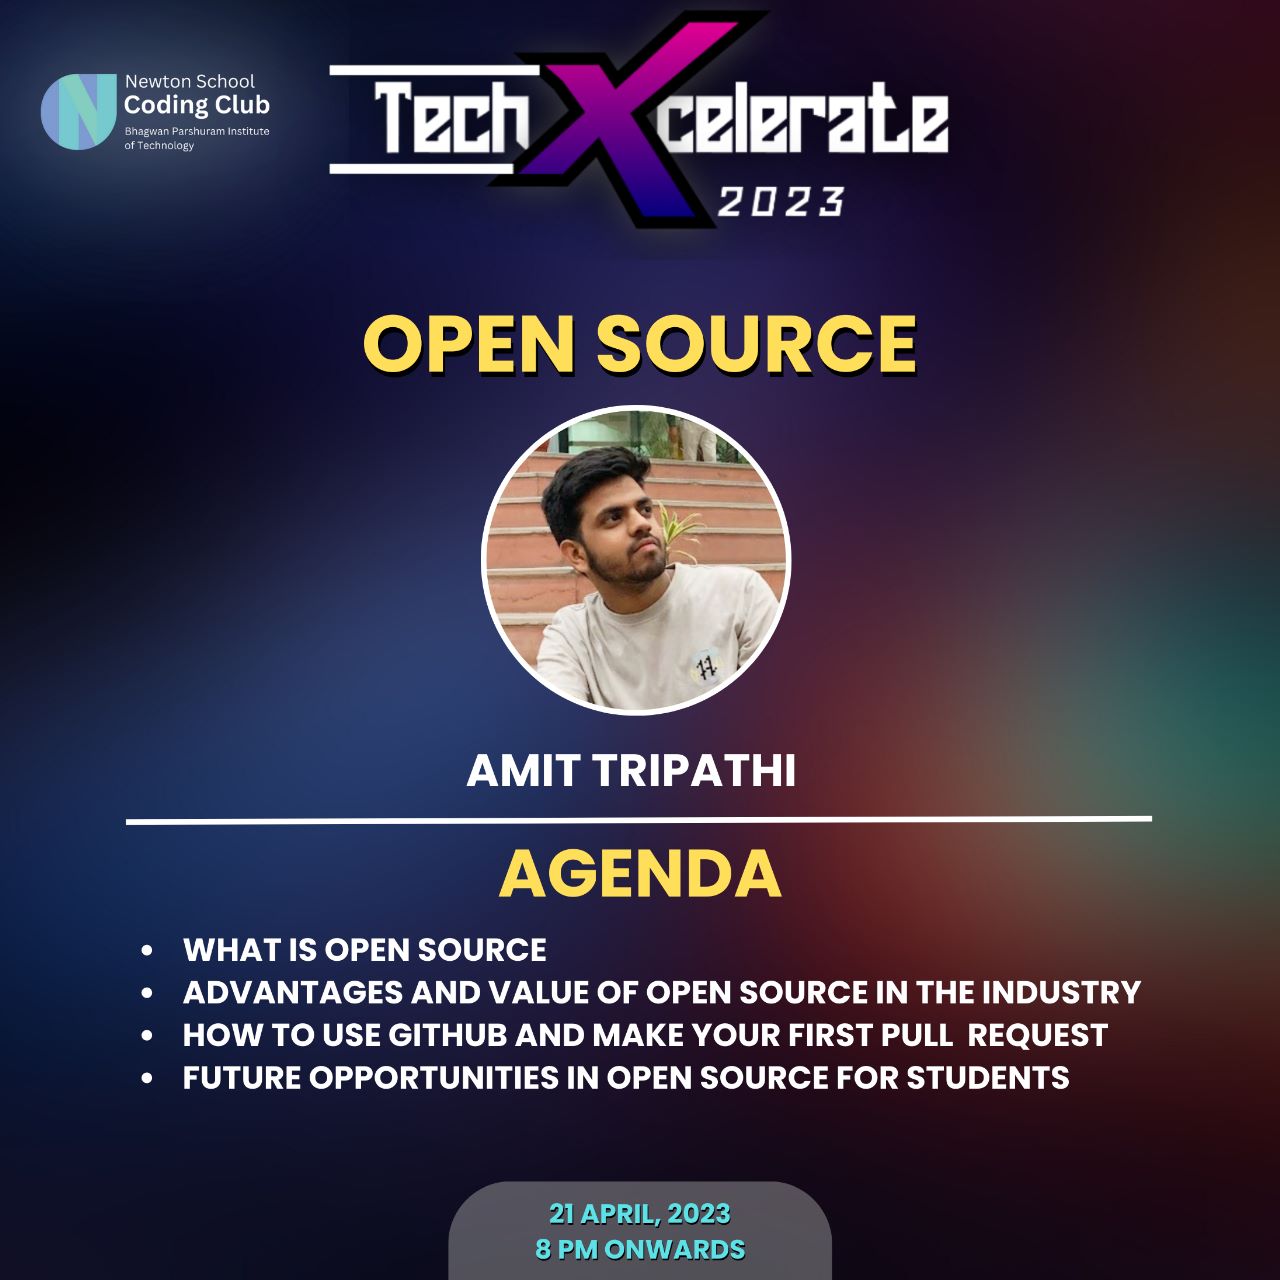 Newton School
Coding Club
Bhagwan Parshuram Institute
of Technology
TechXcelerate
2023
OPEN SOURCE
AMIT TRIPATHI
AGENDA
• WHAT IS OPEN SOURCE
• ADVANTAGES AND VALUE OF OPEN SOURCE IN THE INDUSTRY
• HOW TO USE GITHUB AND MAKE YOUR FIRST PULL REQUEST
• FUTURE OPPORTUNITIES IN OPEN SOURCE FOR STUDENTS
21 APRIL, 2023
8 PM ONWARDS